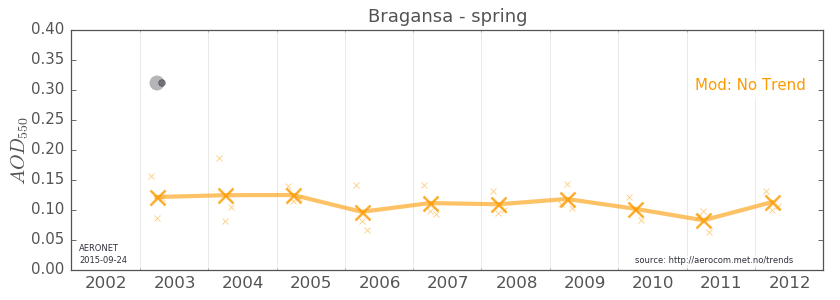 Bragansa - spring
0.40
0.35
0.30
0.25
0.20
0.15
0.10
0.05
0.00
AOD550
Mod: No Trend
AERONET
2015-09-24
source: http://aerocom.met.no/trends
2002 2003 2004 2005 2006 2007 2008 2009 2010 2011 2012